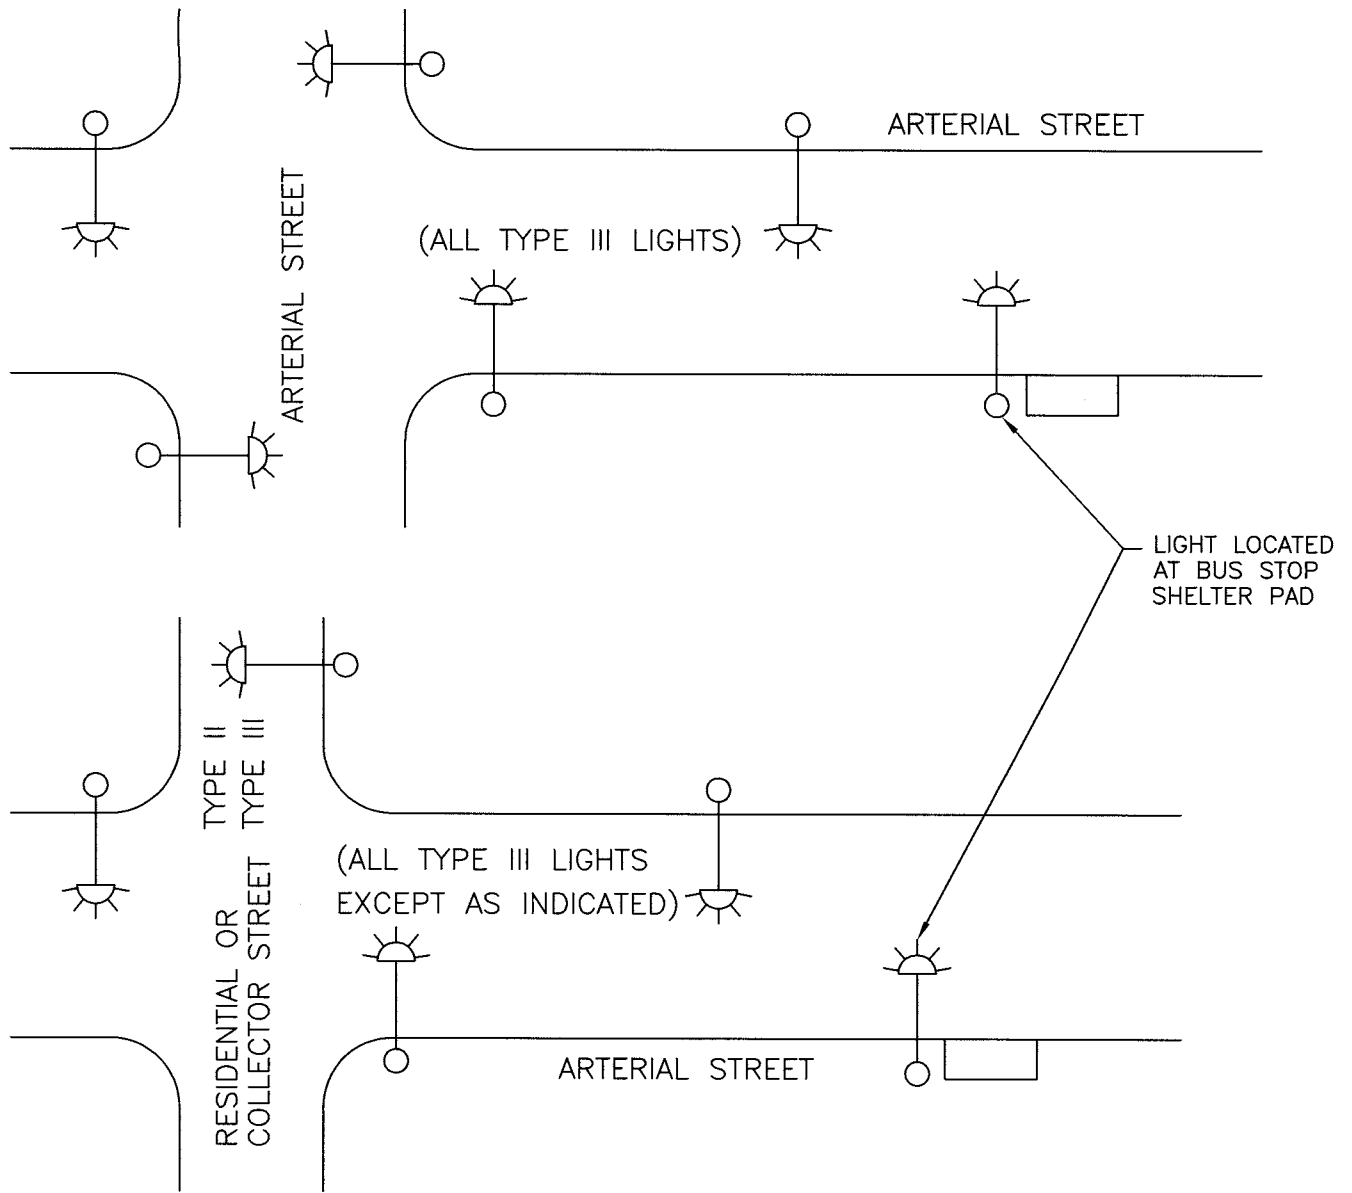 ARTERIAL STREET
(ALL TYPE III LIGHTS)
ARTERIAL STREET
LIGHT LOCATED
AT BUS STOP
SHELTER PAD
RESIDENTIAL OR TYPE II
COLLECTOR STREET TYPE III
(ALL TYPE III LIGHTS
EXCEPT AS INDICATED)
ARTERIAL STREET